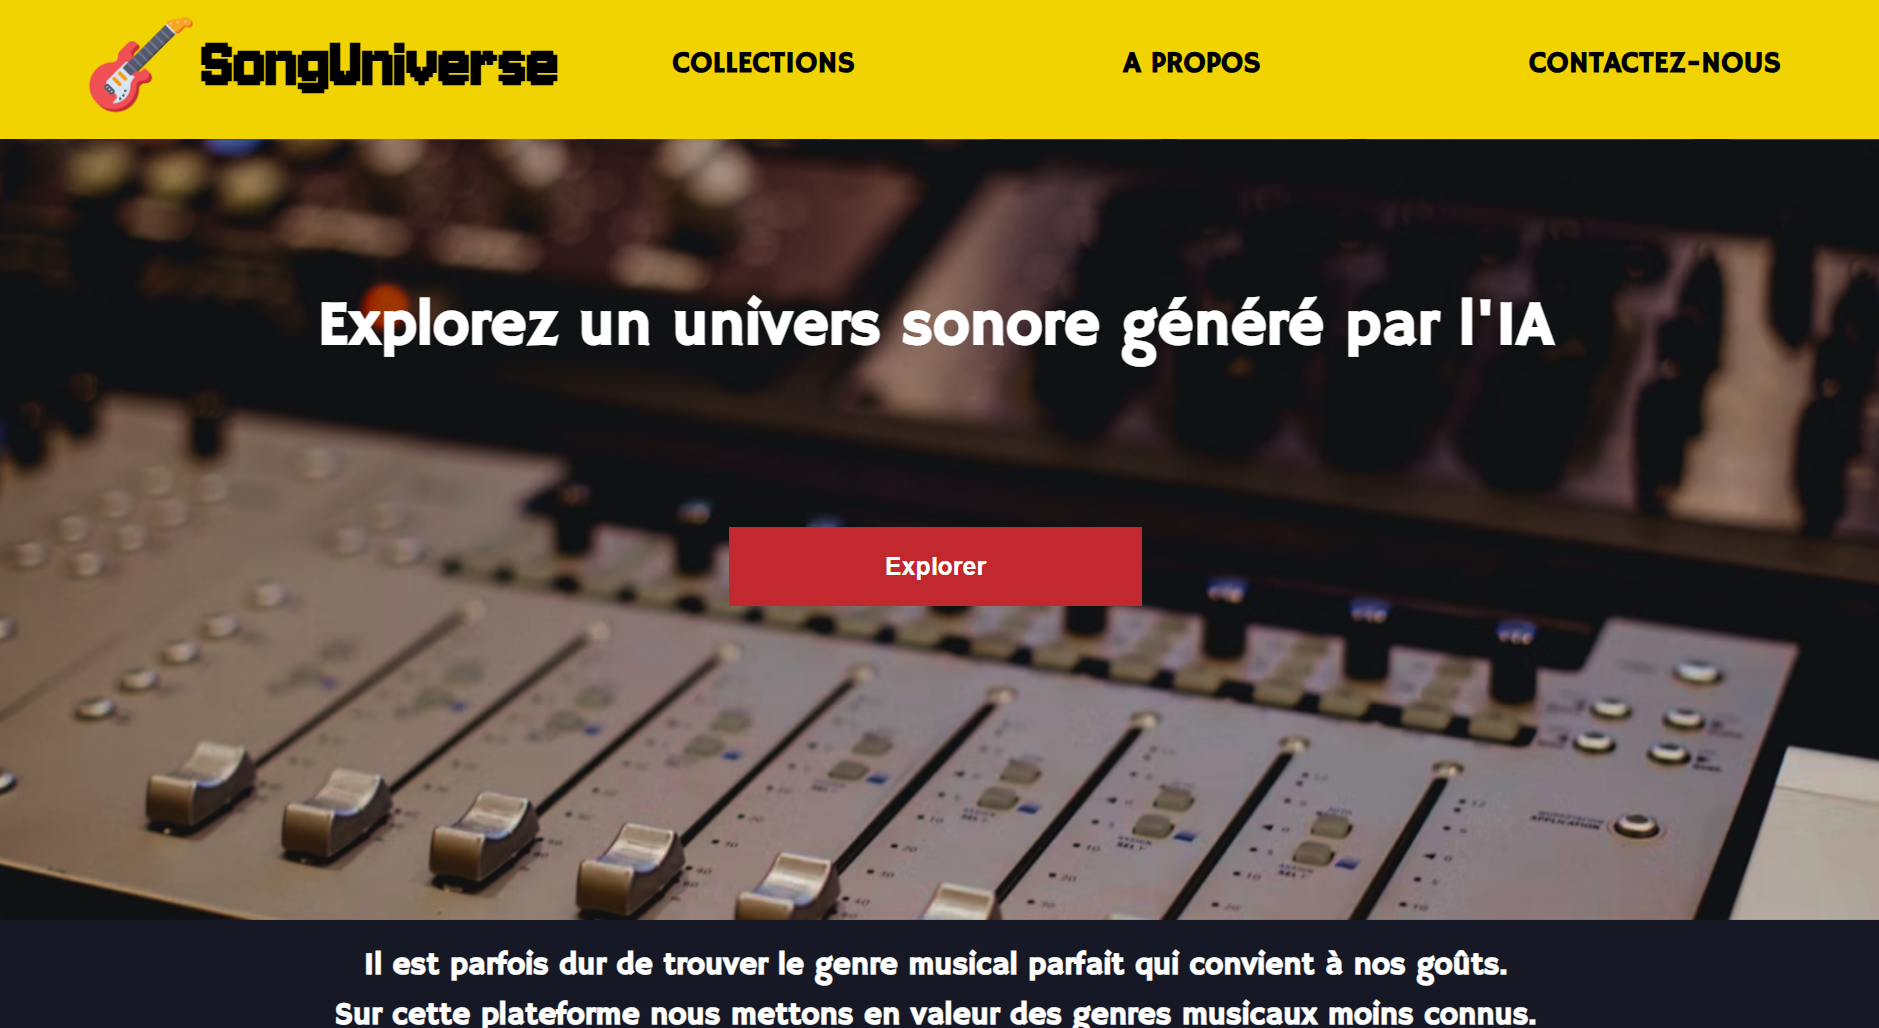 SongUniverse
COLLECTIONS
A PROPOS
CONTACTEZ-NOUS
Explorez un univers sonore généré par l'IA
Explorer
Il est parfois dur de trouver le genre musical parfait qui convient à nos goûts.
Sur cette plateforme nous mettons en valeur des genres musicaux moins connus.